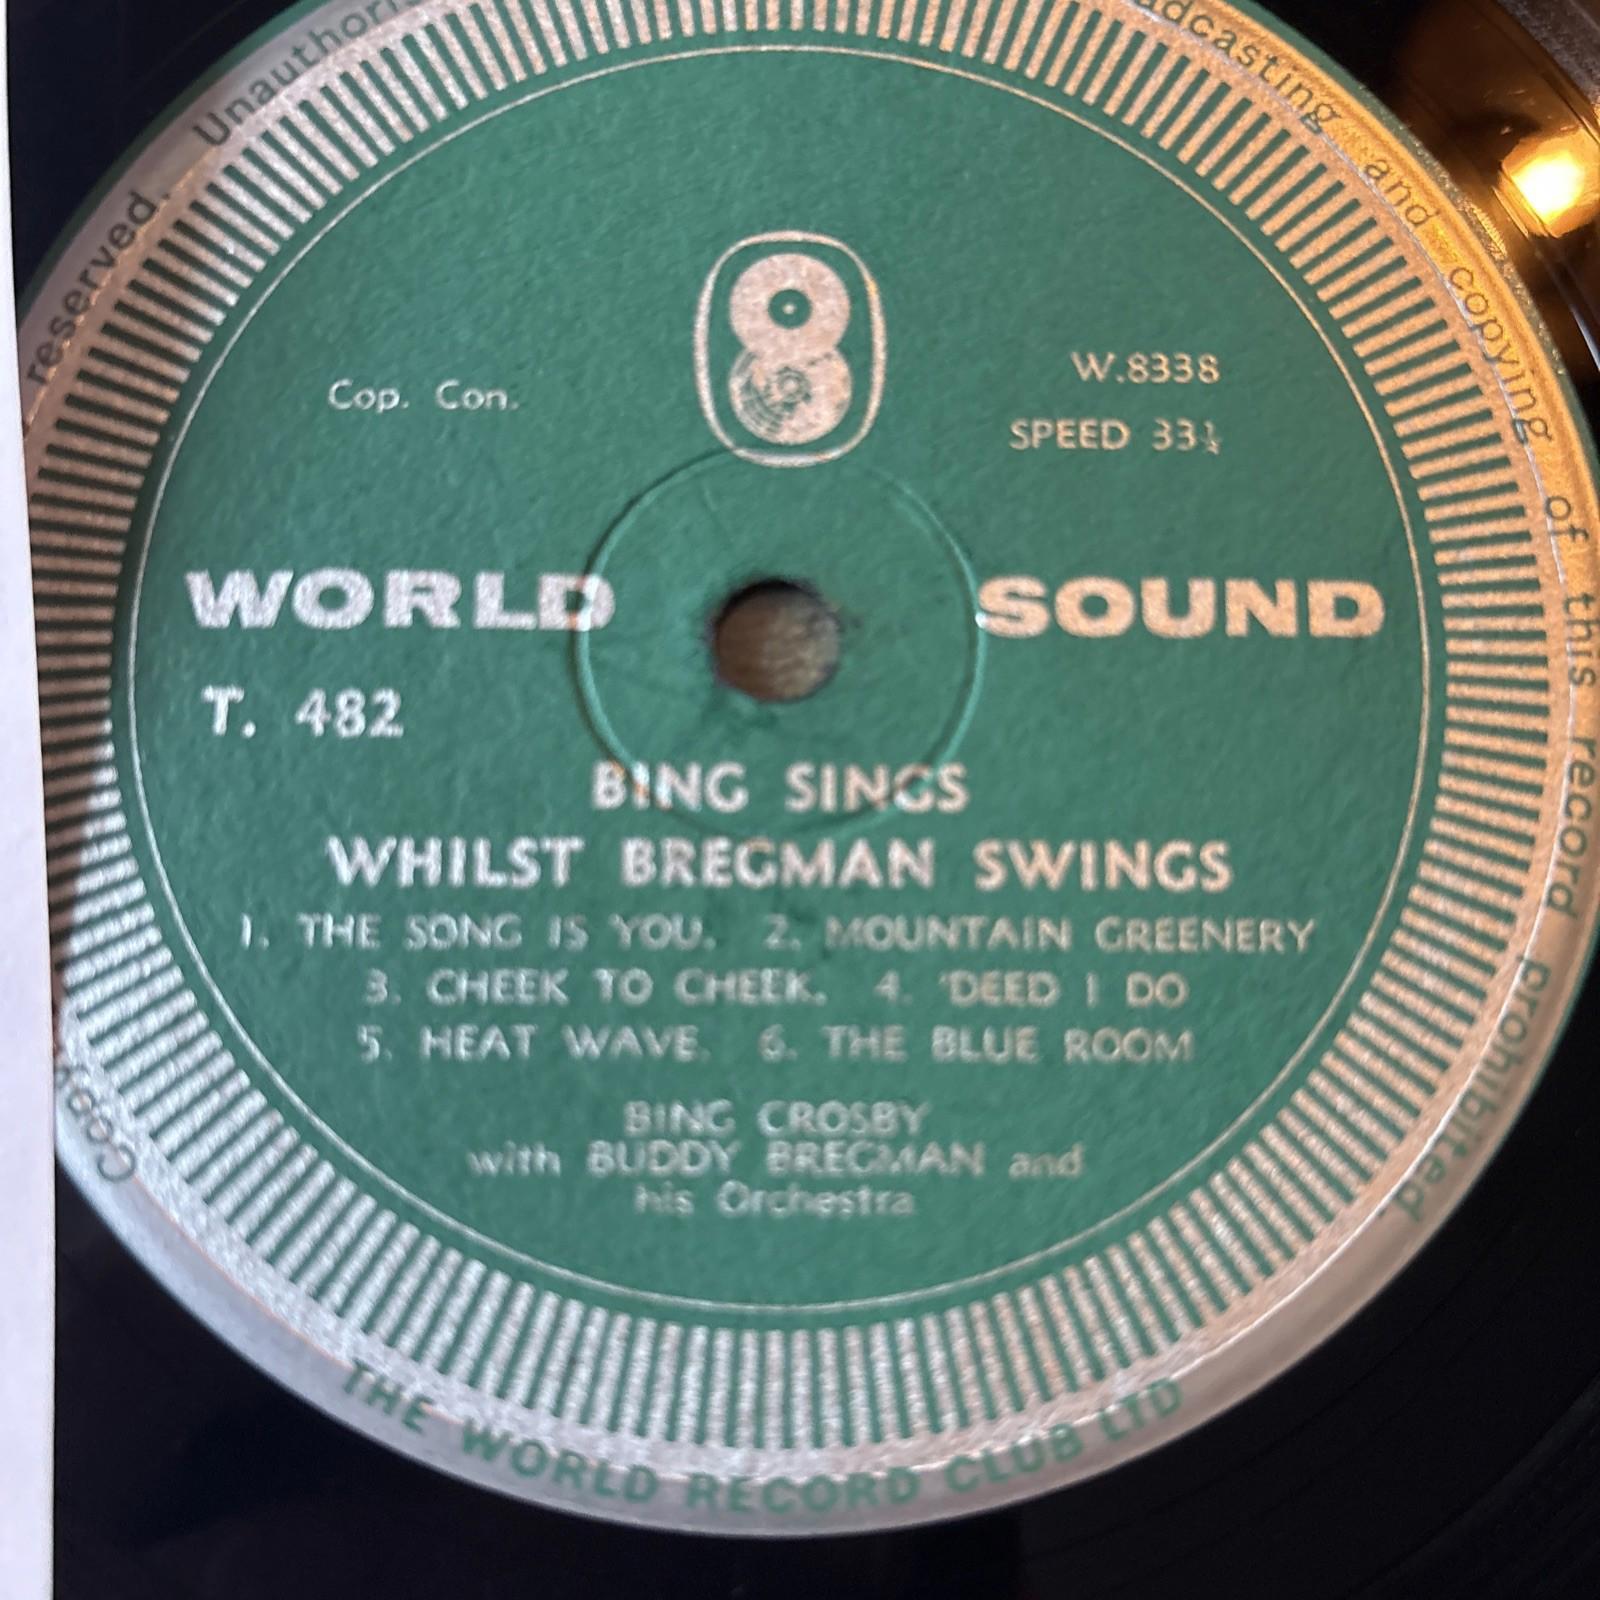 reserved.
Cop. Con.
W.8338
SPEED 33⅓
WORLD SOUND
T. 482
BING SINGS
WHILST BREGMAN SWINGS
1. THE SONG IS YOU. 2. MOUNTAIN GREENERY
3. CHEEK TO CHEEK. 4. 'DEED I DO
5. HEAT WAVE. 6. THE BLUE ROOM
BING CROSBY
with BUDDY BREGMAN and
his Orchestra
and copying of this record prohibited.
THE WORLD RECORD CLUB LTD